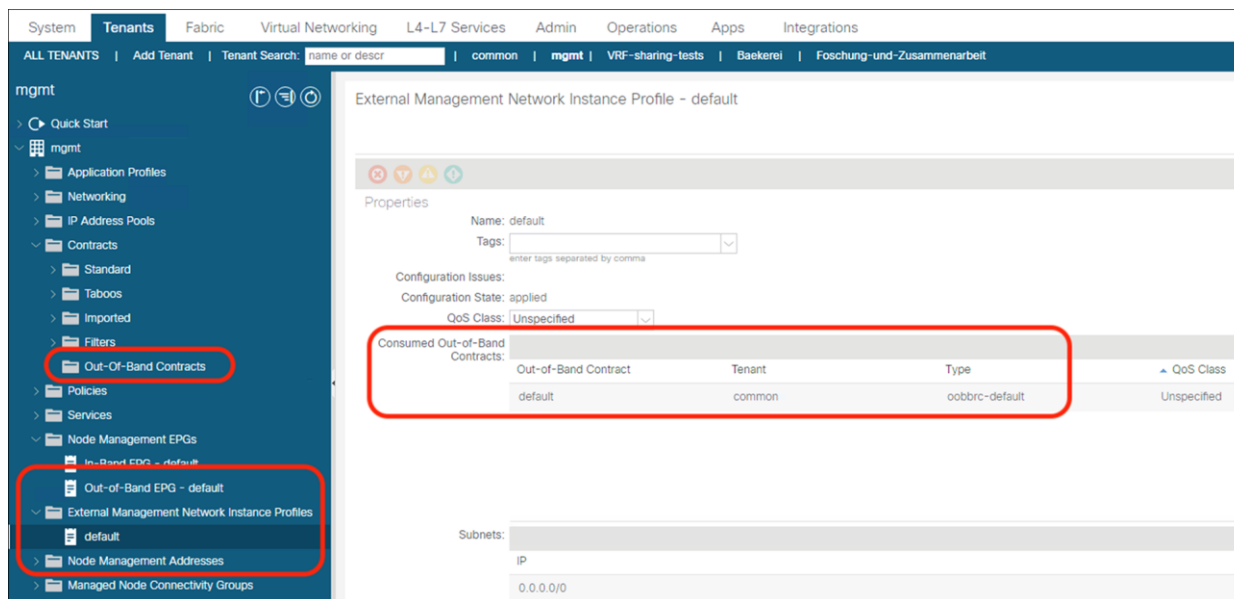 System Tenants Fabric Virtual Networking L4-L7 Services Admin Operations Apps Integrations
ALL TENANTS | Add Tenant | Tenant Search: name or descr | common | mgmt | VRF-sharing-tests | Baekerei | Foschung-und-Zusammenarbeit
mgmt
Quick Start
mgmt
Application Profiles
Networking
IP Address Pools
Contracts
Standard
Taboos
Imported
Filters
Out-Of-Band Contracts
Policies
Services
Node Management EPGs
In-Band EPG - default
Out-of-Band EPG - default
External Management Network Instance Profiles
default
Node Management Addresses
Managed Node Connectivity Groups
External Management Network Instance Profile - default
Properties
Name: default
Tags:
enter tags separated by comma
Configuration Issues:
Configuration State: applied
QoS Class: Unspecified
Consumed Out-of-Band
Contracts:
Out-of-Band Contract Tenant Type QoS Class
default common oobbrc-default Unspecified
Subnets:
IP
0.0.0.0/0